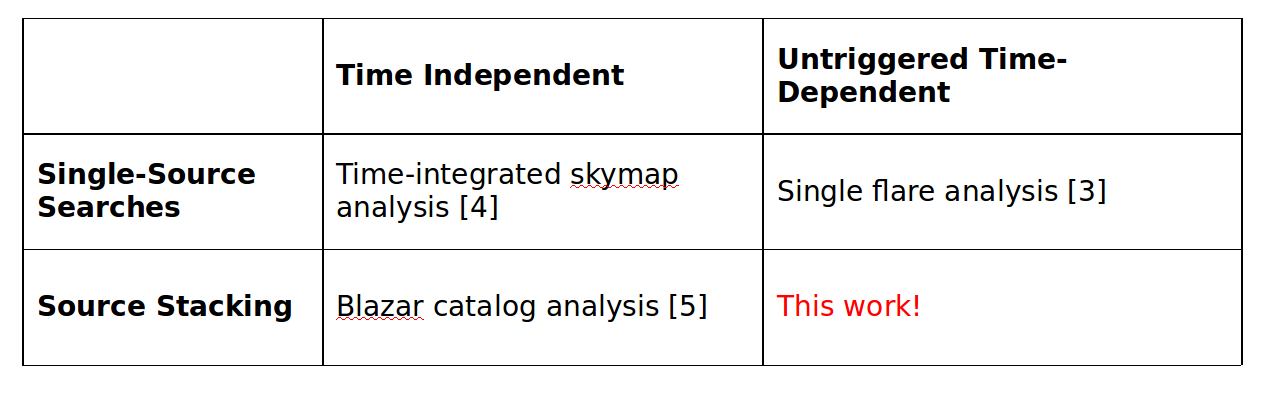 Time Independent
Untriggered Time-
Dependent
Single-Source
Searches
Time-integrated skymap
analysis [4]
Single flare analysis [3]
Source Stacking
Blazar catalog analysis [5]
This work!